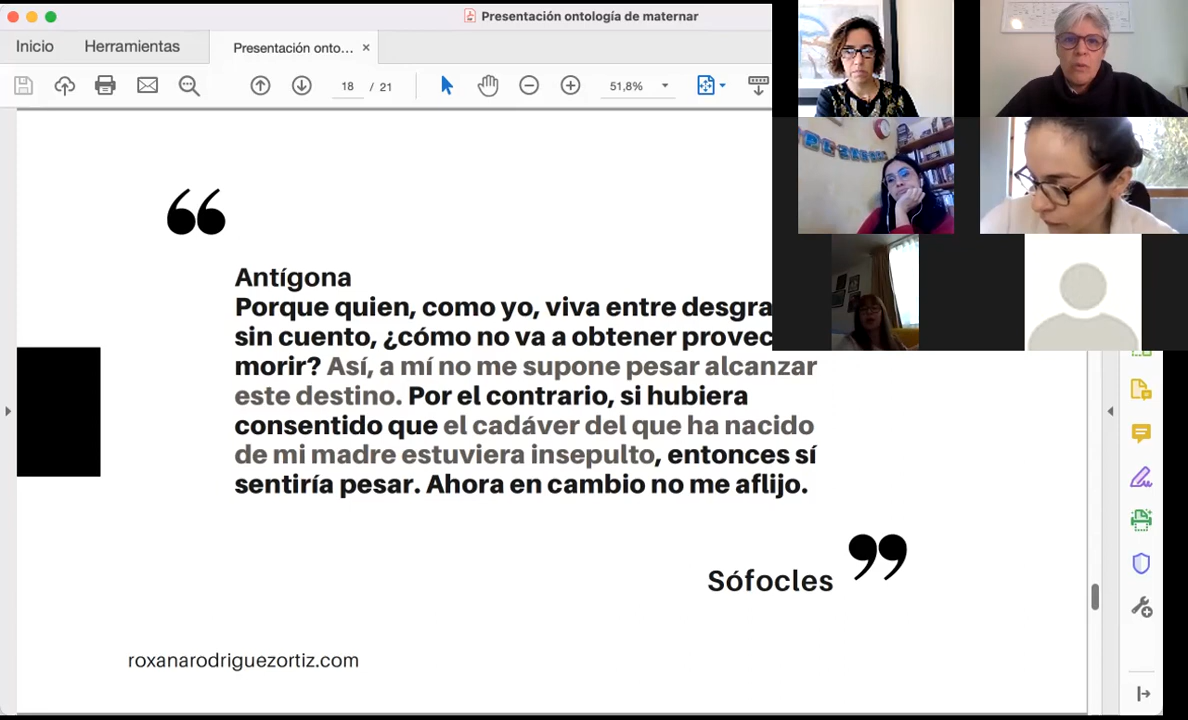 Presentación ontología de maternar
Inicio
Herramientas
Presentación onto...
18 / 21
51,8%
Antígona
Porque quien, como yo, viva entre
sin cuento, ¿cómo no va a obtener
morir? Así, a mí no me supone pesar alcanzar
este destino. Por el contrario, si hubiera
consentido que el cadáver del que ha nacido
de mi madre estuviera insepulto, entonces sí
sentiría pesar. Ahora en cambio no me aflijo.
Sófocles
roxanarodriguezortiz.com